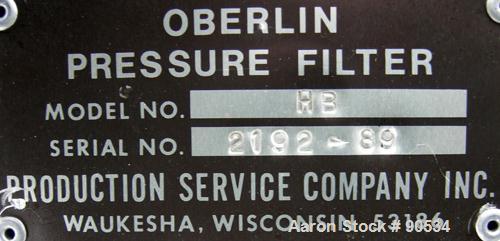 OBERLIN
PRESSURE FILTER
MODEL NO. HB
SERIAL NO. 2192-89
PRODUCTION SERVICE COMPANY INC.
WAUKESHA, WISCONSIN 53186
Aaron Stock # 90534